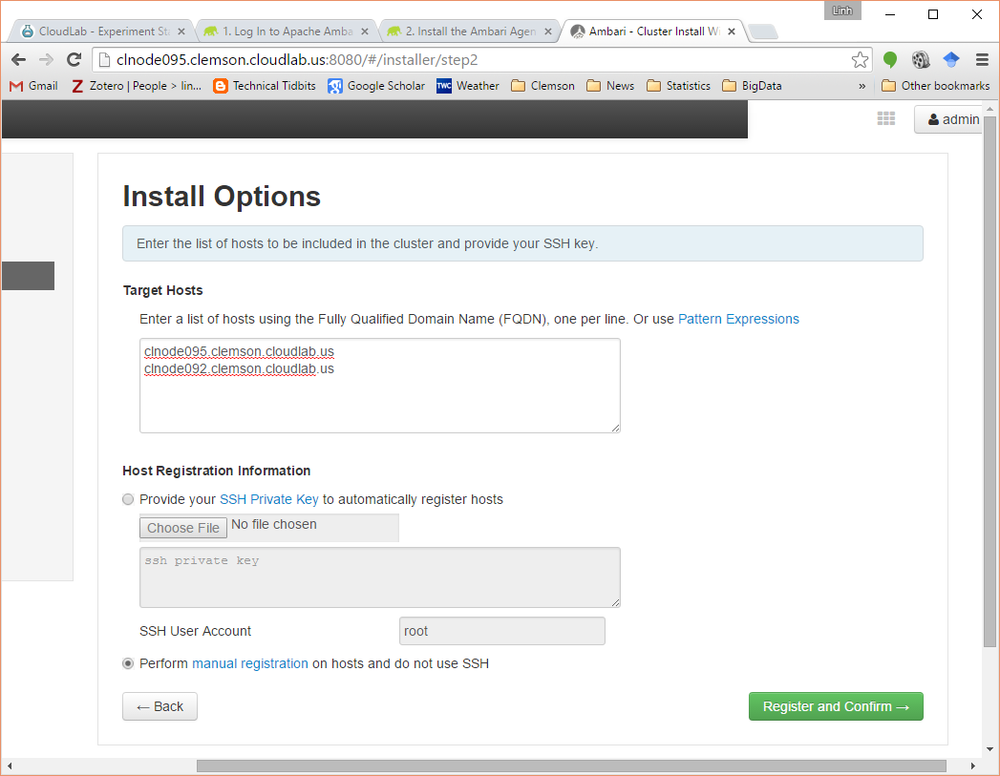 Linh
CloudLab - Experiment Sta
1. Log In to Apache Amba
2. Install the Ambari Agen
Ambari - Cluster Install Wi
clnode095.clemson.cloudlab.us:8080/#/installer/step2
Gmail
Zotero | People > lin...
Technical Tidbits
Google Scholar
TWC Weather
Clemson
News
Statistics
BigData
»
Other bookmarks
admin
Install Options
Enter the list of hosts to be included in the cluster and provide your SSH key.
Target Hosts
Enter a list of hosts using the Fully Qualified Domain Name (FQDN), one per line. Or use Pattern Expressions
clnode095.clemson.cloudlab.us
clnode092.clemson.cloudlab.us
Host Registration Information
Provide your SSH Private Key to automatically register hosts
Choose File No file chosen
ssh private key
SSH User Account root
Perform manual registration on hosts and do not use SSH
← Back
Register and Confirm →